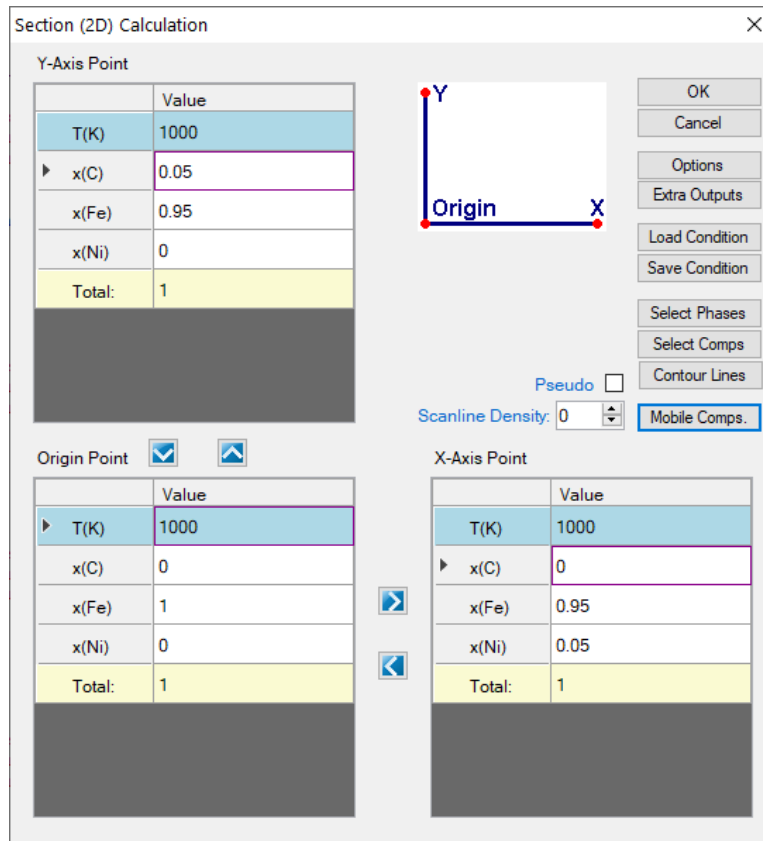 Section (2D) Calculation
Y-Axis Point
Value
T(K) 1000
x(C) 0.05
x(Fe) 0.95
x(Ni) 0
Total: 1
Y
Origin X
OK
Cancel
Options
Extra Outputs
Load Condition
Save Condition
Select Phases
Select Comps
Contour Lines
Mobile Comps.
Pseudo
Scanline Density: 0
Origin Point
Value
T(K) 1000
x(C) 0
x(Fe) 1
x(Ni) 0
Total: 1
X-Axis Point
Value
T(K) 1000
x(C) 0
x(Fe) 0.95
x(Ni) 0.05
Total: 1